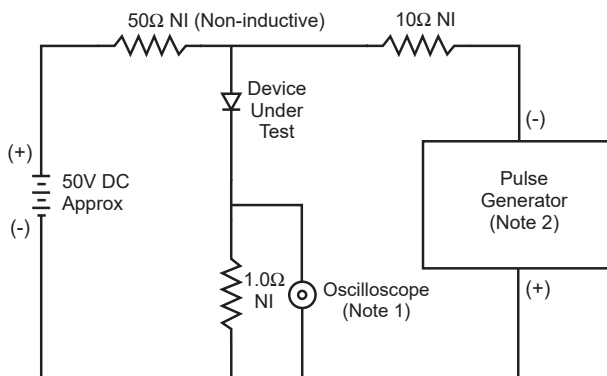 50Ω NI (Non-inductive)
10Ω NI
Device
Under
Test
(+)
50V DC
Approx
(-)
(-)
Pulse
Generator
(Note 2)
(+)
1.0Ω
NI
Oscilloscope
(Note 1)